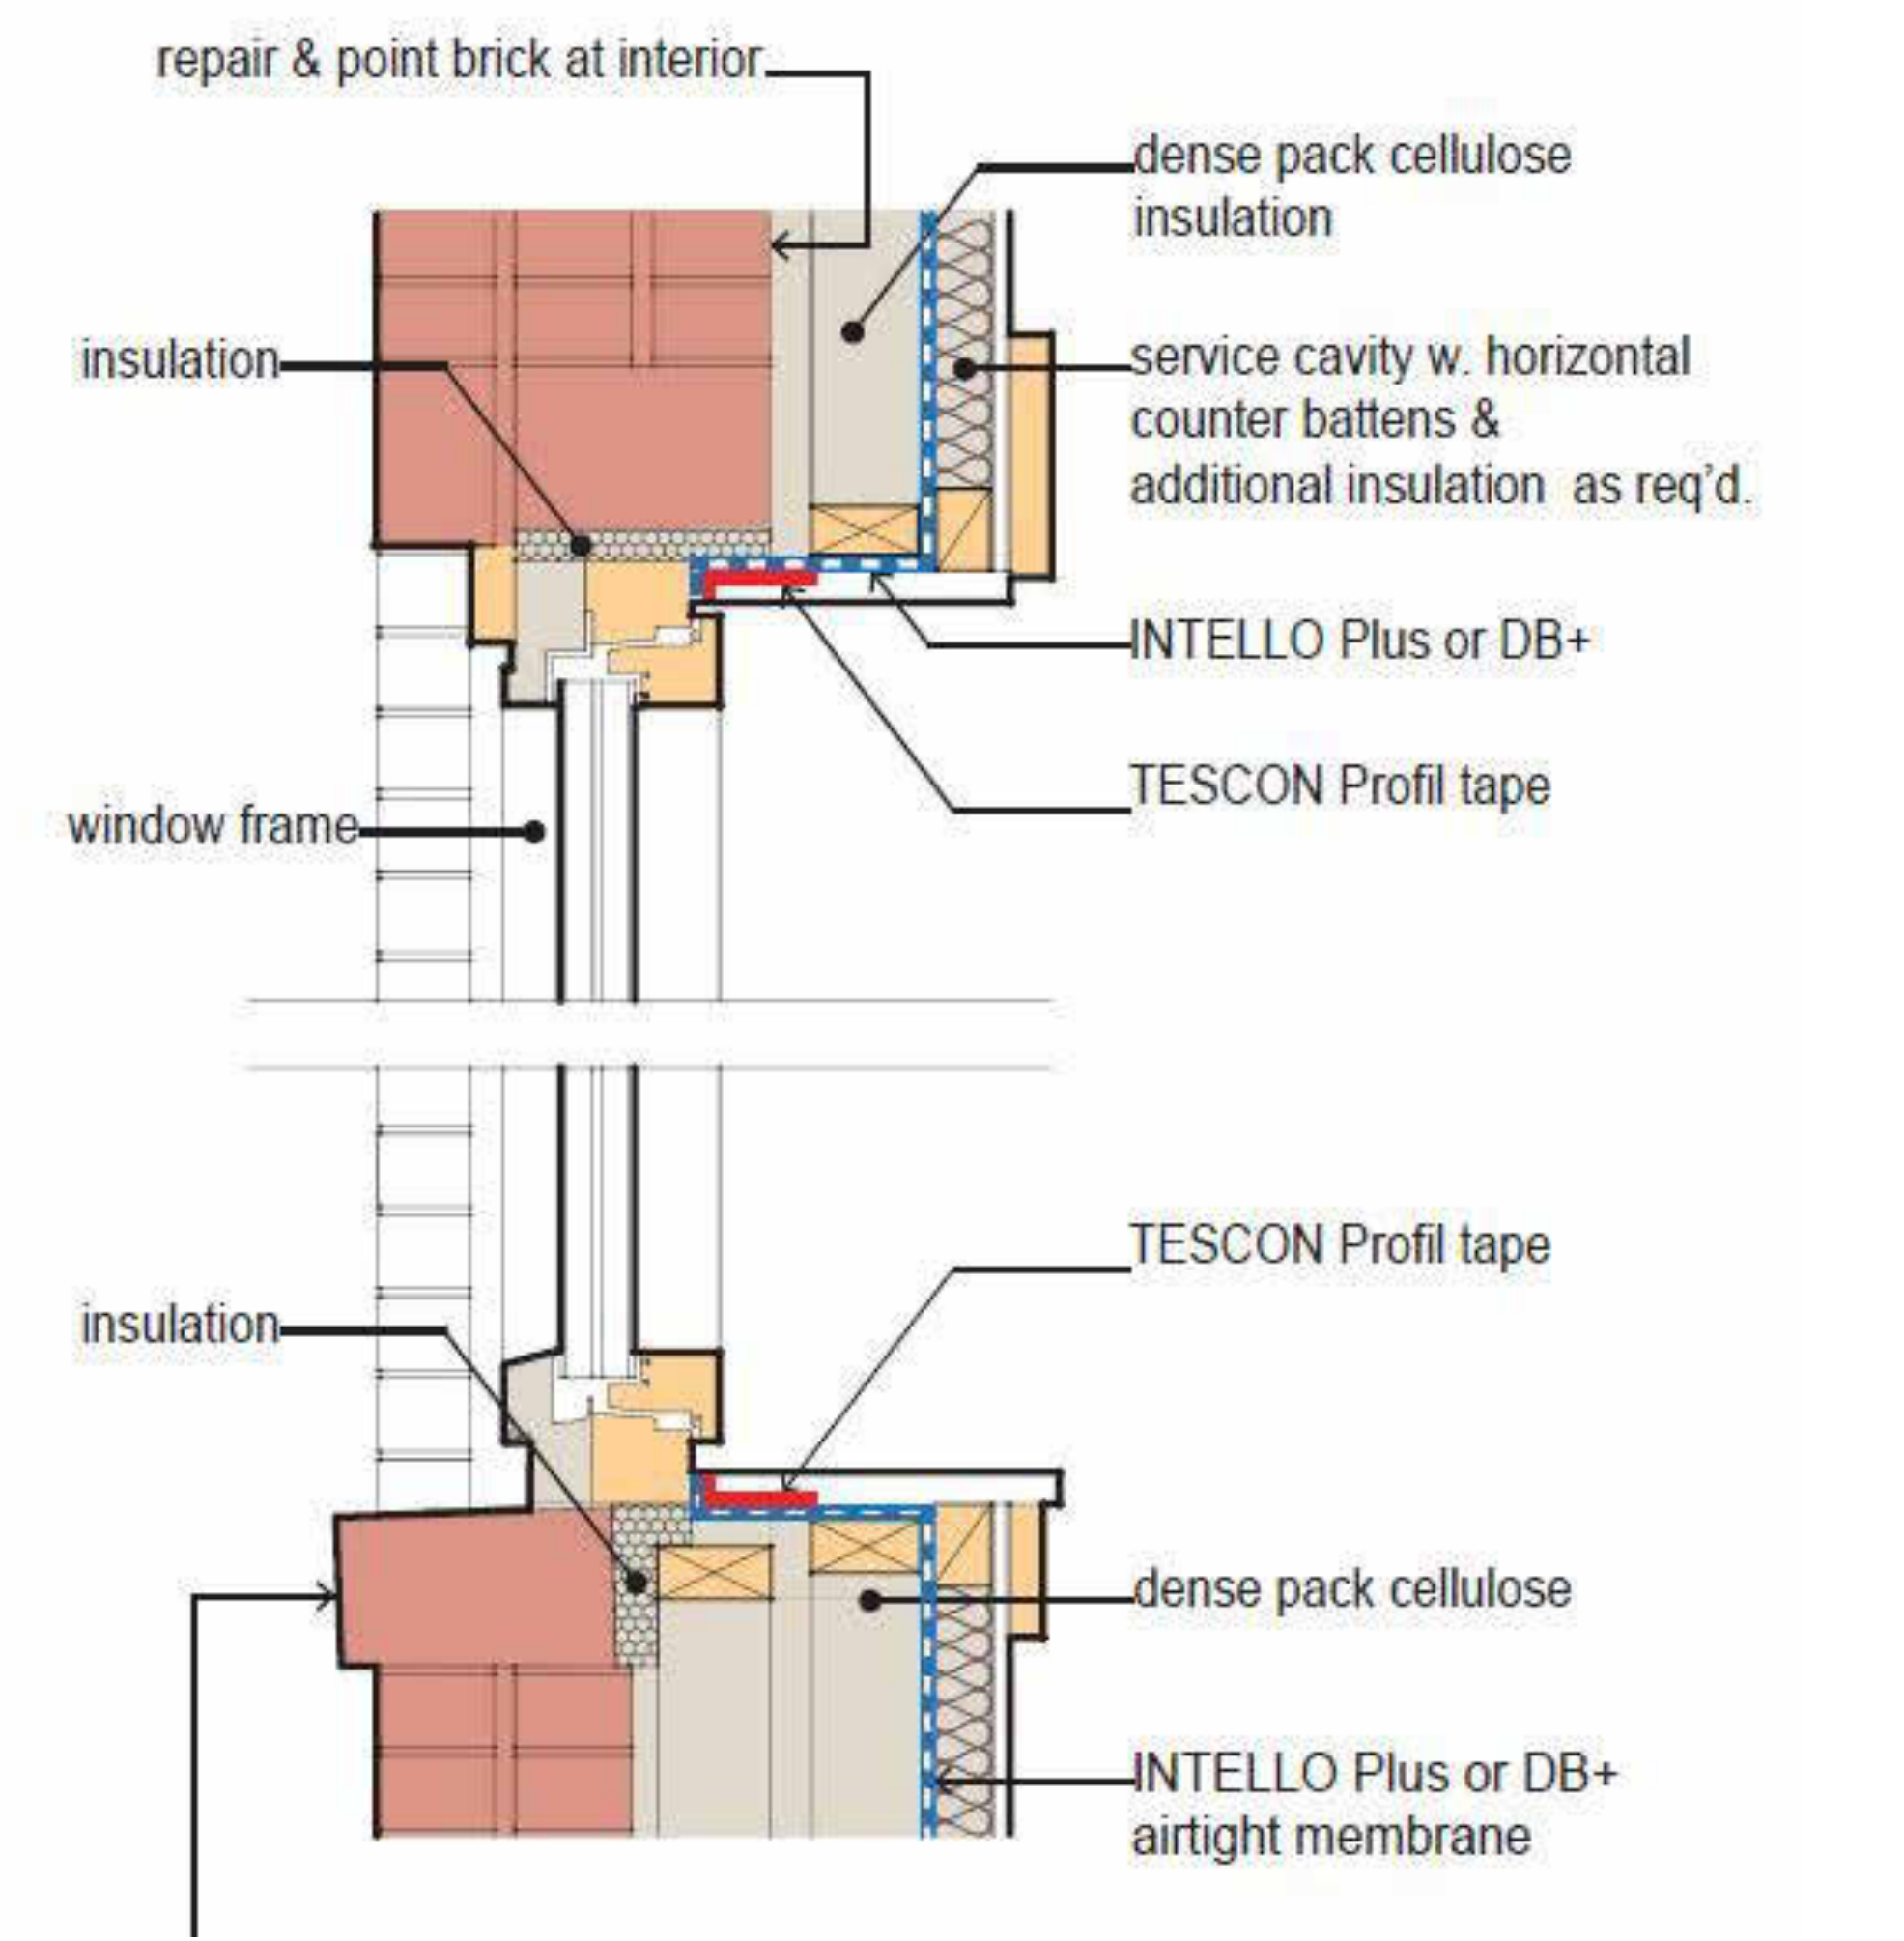 repair & point brick at interior
dense pack cellulose
insulation
insulation
service cavity w. horizontal
counter battens &
additional insulation as req'd.
INTELLO Plus or DB+
TESCON Profil tape
window frame
TESCON Profil tape
insulation
dense pack cellulose
INTELLO Plus or DB+
airtight membrane